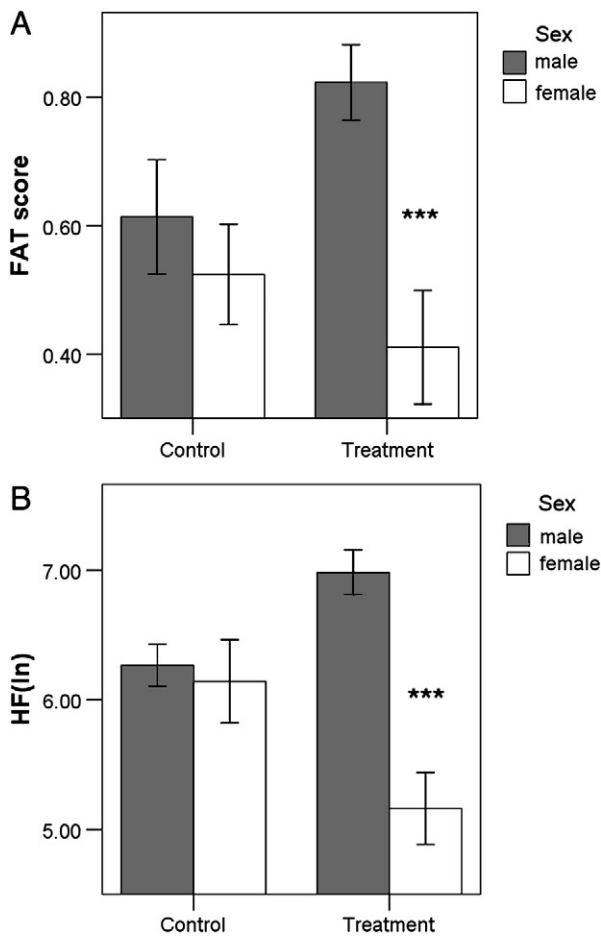 A
Sex
male
female
FAT score
0.80
0.60
0.40
***
Control
Treatment
B
Sex
male
female
HF(ln)
7.00
6.00
5.00
***
Control
Treatment